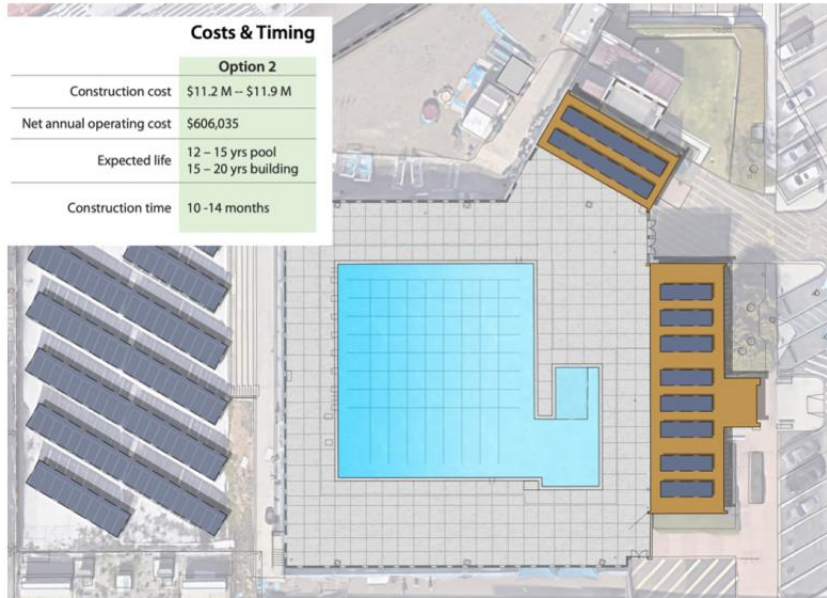 Costs & Timing
Option 2
Construction cost $11.2 M -- $11.9 M
Net annual operating cost $606,035
Expected life 12 – 15 yrs pool
15 – 20 yrs building
Construction time 10 -14 months